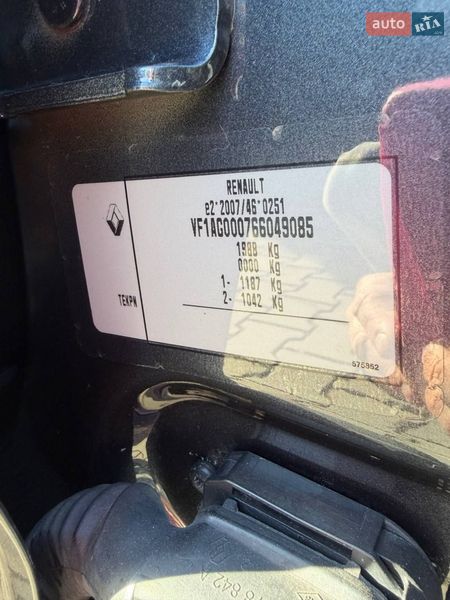 auto RIA
RENAULT
e2*2007/46*0251
VF1AG000766049085
1988 Kg
0000 Kg
1- 1187 Kg
2- 1042 Kg
TEKPN
575352